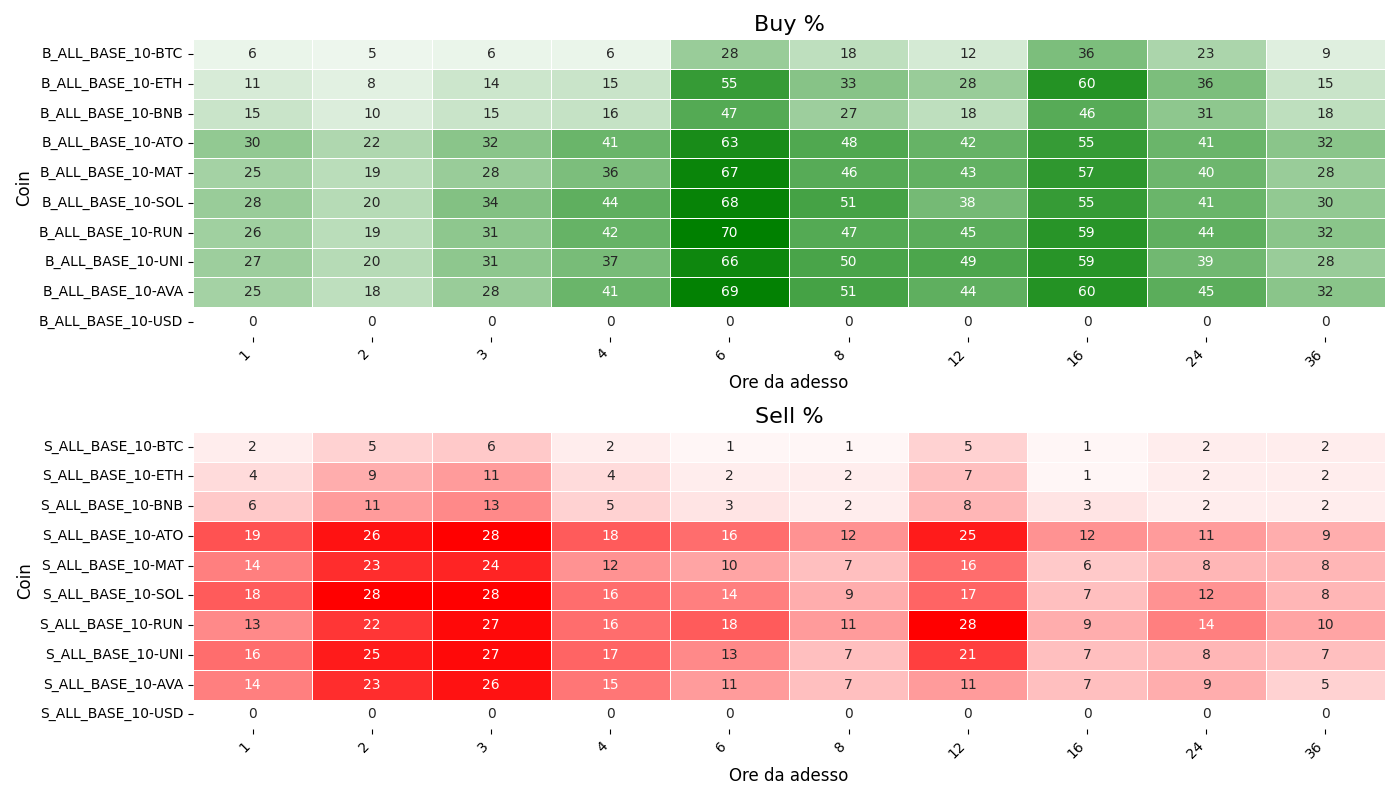 Buy %
Coin
B_ALL_BASE_10-BTC 6 5 6 6 28 18 12 36 23 9
B_ALL_BASE_10-ETH 11 8 14 15 55 33 28 60 36 15
B_ALL_BASE_10-BNB 15 10 15 16 47 27 18 46 31 18
B_ALL_BASE_10-ATO 30 22 32 41 63 48 42 55 41 32
B_ALL_BASE_10-MAT 25 19 28 36 67 46 43 57 40 28
B_ALL_BASE_10-SOL 28 20 34 44 68 51 38 55 41 30
B_ALL_BASE_10-RUN 26 19 31 42 70 47 45 59 44 32
B_ALL_BASE_10-UNI 27 20 31 37 66 50 49 59 39 28
B_ALL_BASE_10-AVA 25 18 28 41 69 51 44 60 45 32
B_ALL_BASE_10-USD 0 0 0 0 0 0 0 0 0 0
1 2 3 4 6 8 12 16 24 36
Ore da adesso
Sell %
Coin
S_ALL_BASE_10-BTC 2 5 6 2 1 1 5 1 2 2
S_ALL_BASE_10-ETH 4 9 11 4 2 2 7 1 2 2
S_ALL_BASE_10-BNB 6 11 13 5 3 2 8 3 2 2
S_ALL_BASE_10-ATO 19 26 28 18 16 12 25 12 11 9
S_ALL_BASE_10-MAT 14 23 24 12 10 7 16 6 8 8
S_ALL_BASE_10-SOL 18 28 28 16 14 9 17 7 12 8
S_ALL_BASE_10-RUN 13 22 27 16 18 11 28 9 14 10
S_ALL_BASE_10-UNI 16 25 27 17 13 7 21 7 8 7
S_ALL_BASE_10-AVA 14 23 26 15 11 7 11 7 9 5
S_ALL_BASE_10-USD 0 0 0 0 0 0 0 0 0 0
1 2 3 4 6 8 12 16 24 36
Ore da adesso